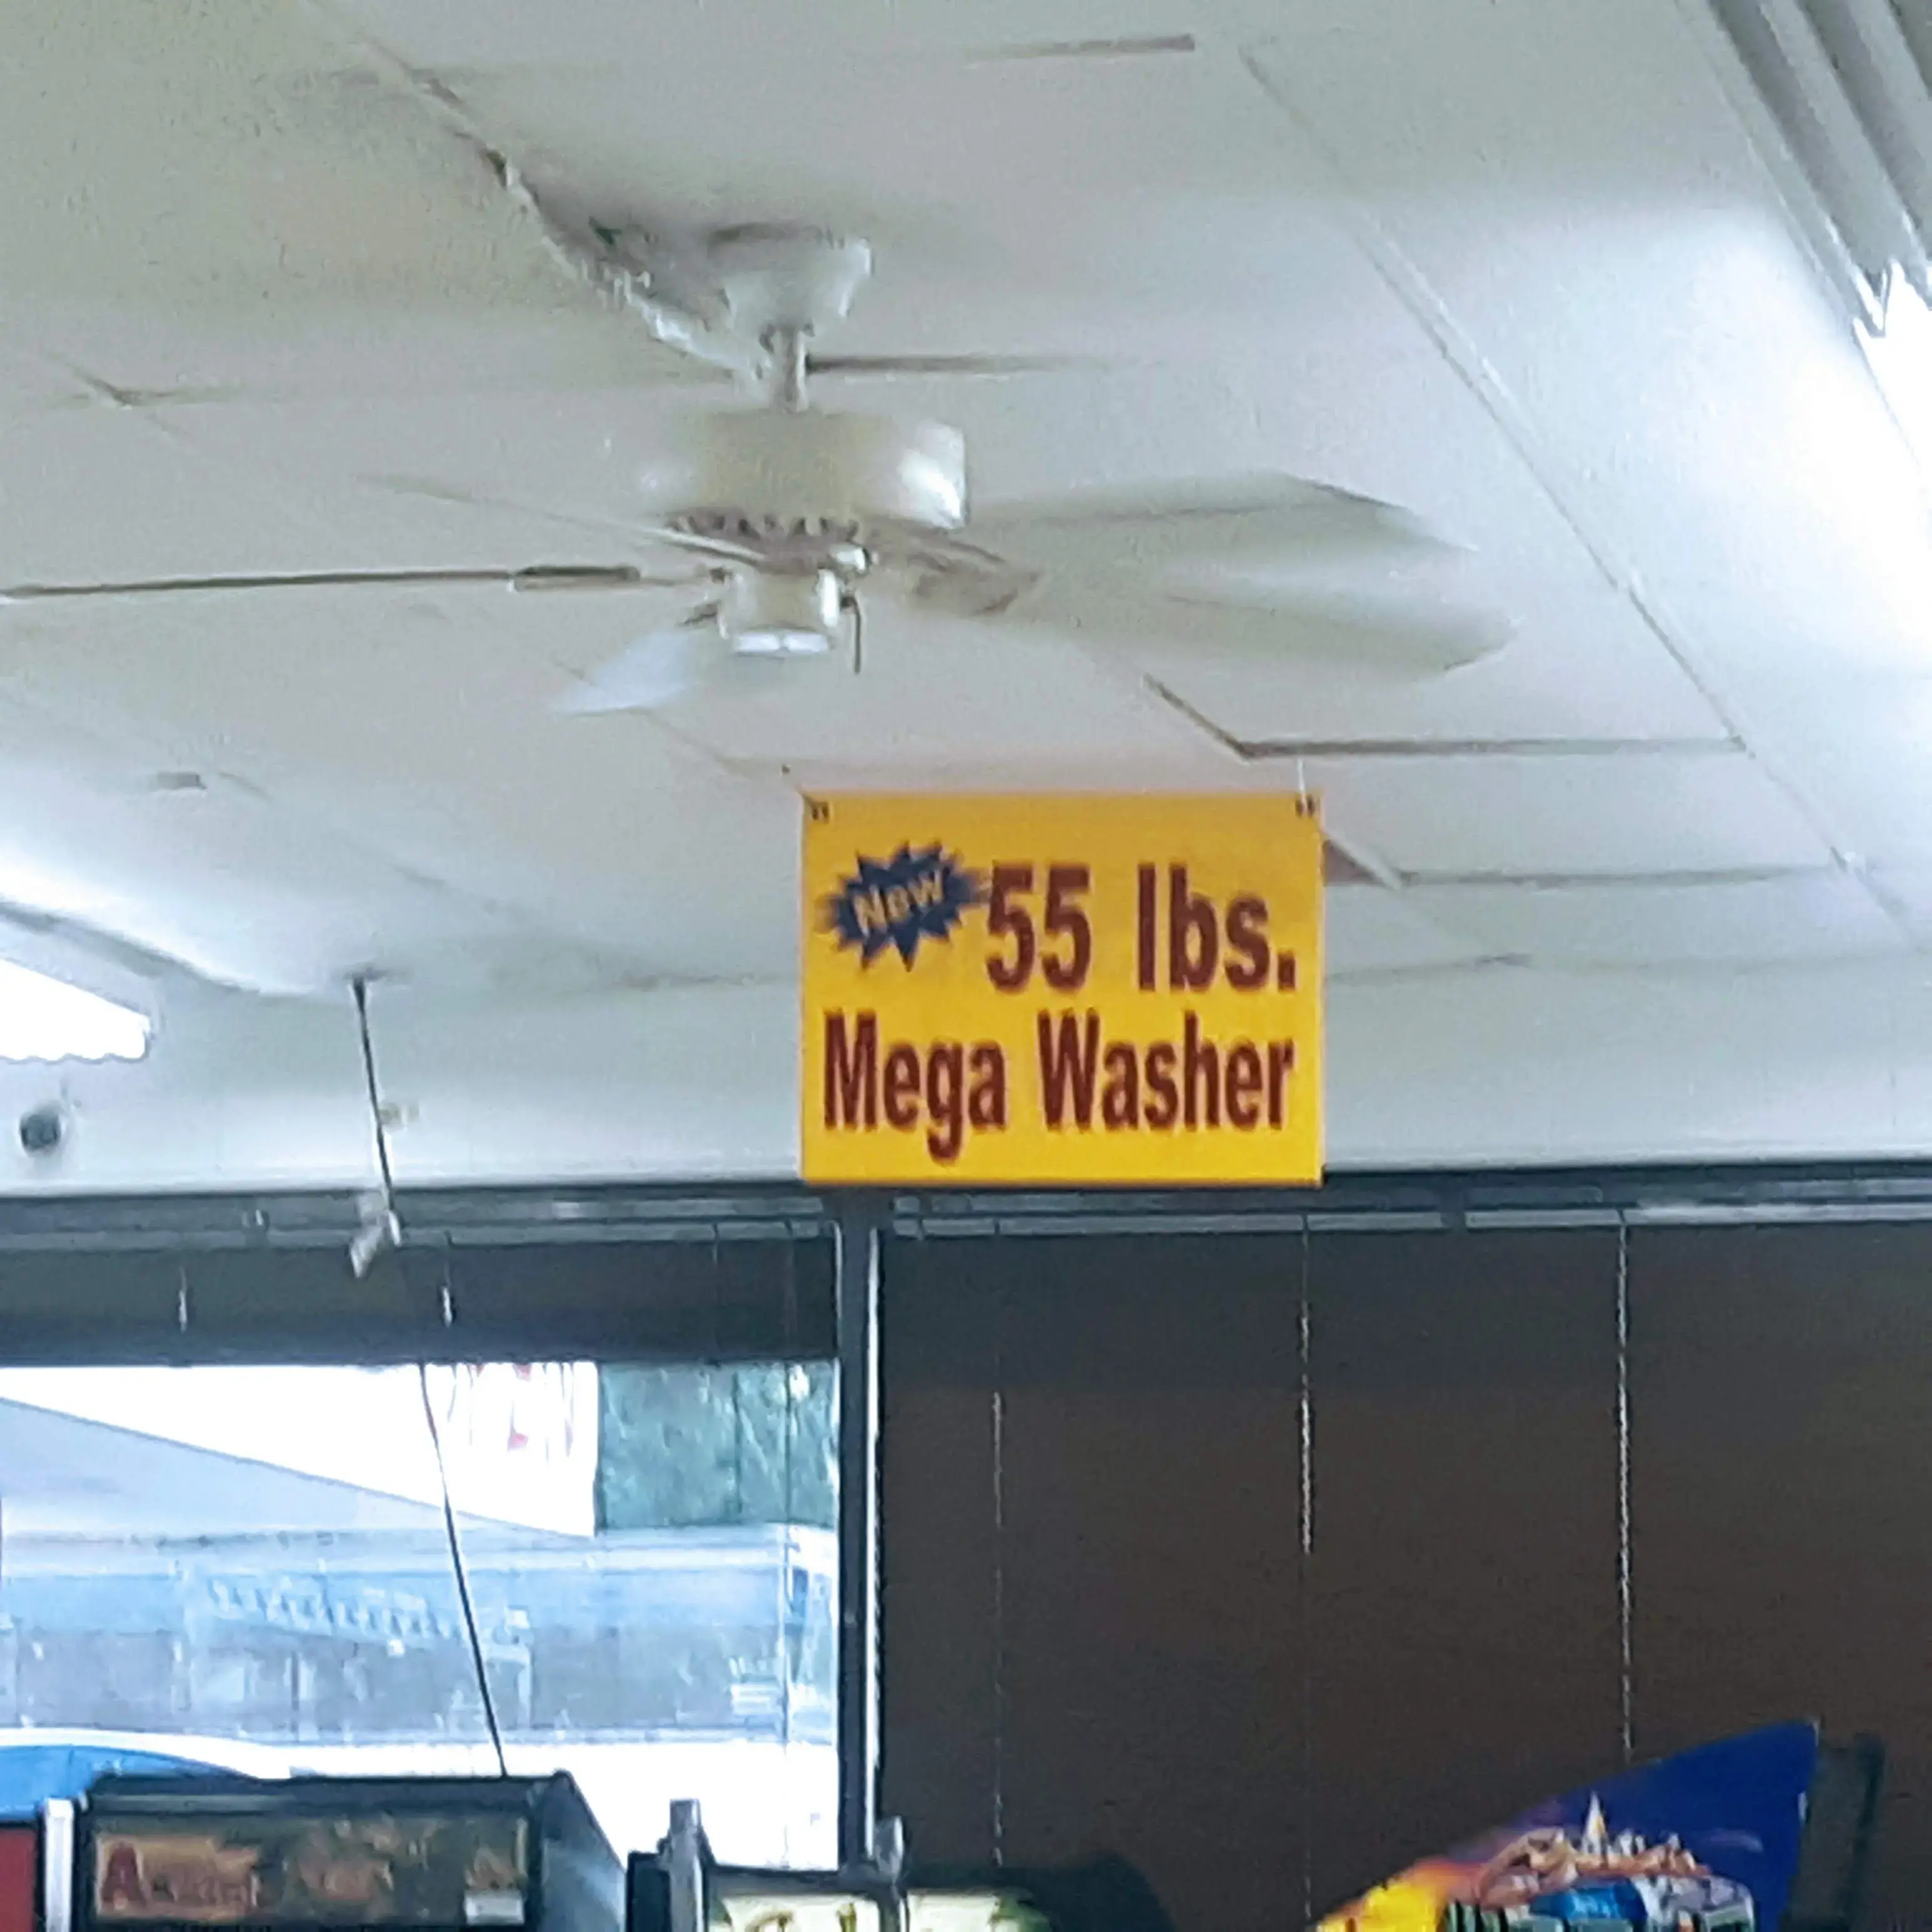 New 55 lbs.
Mega Washer